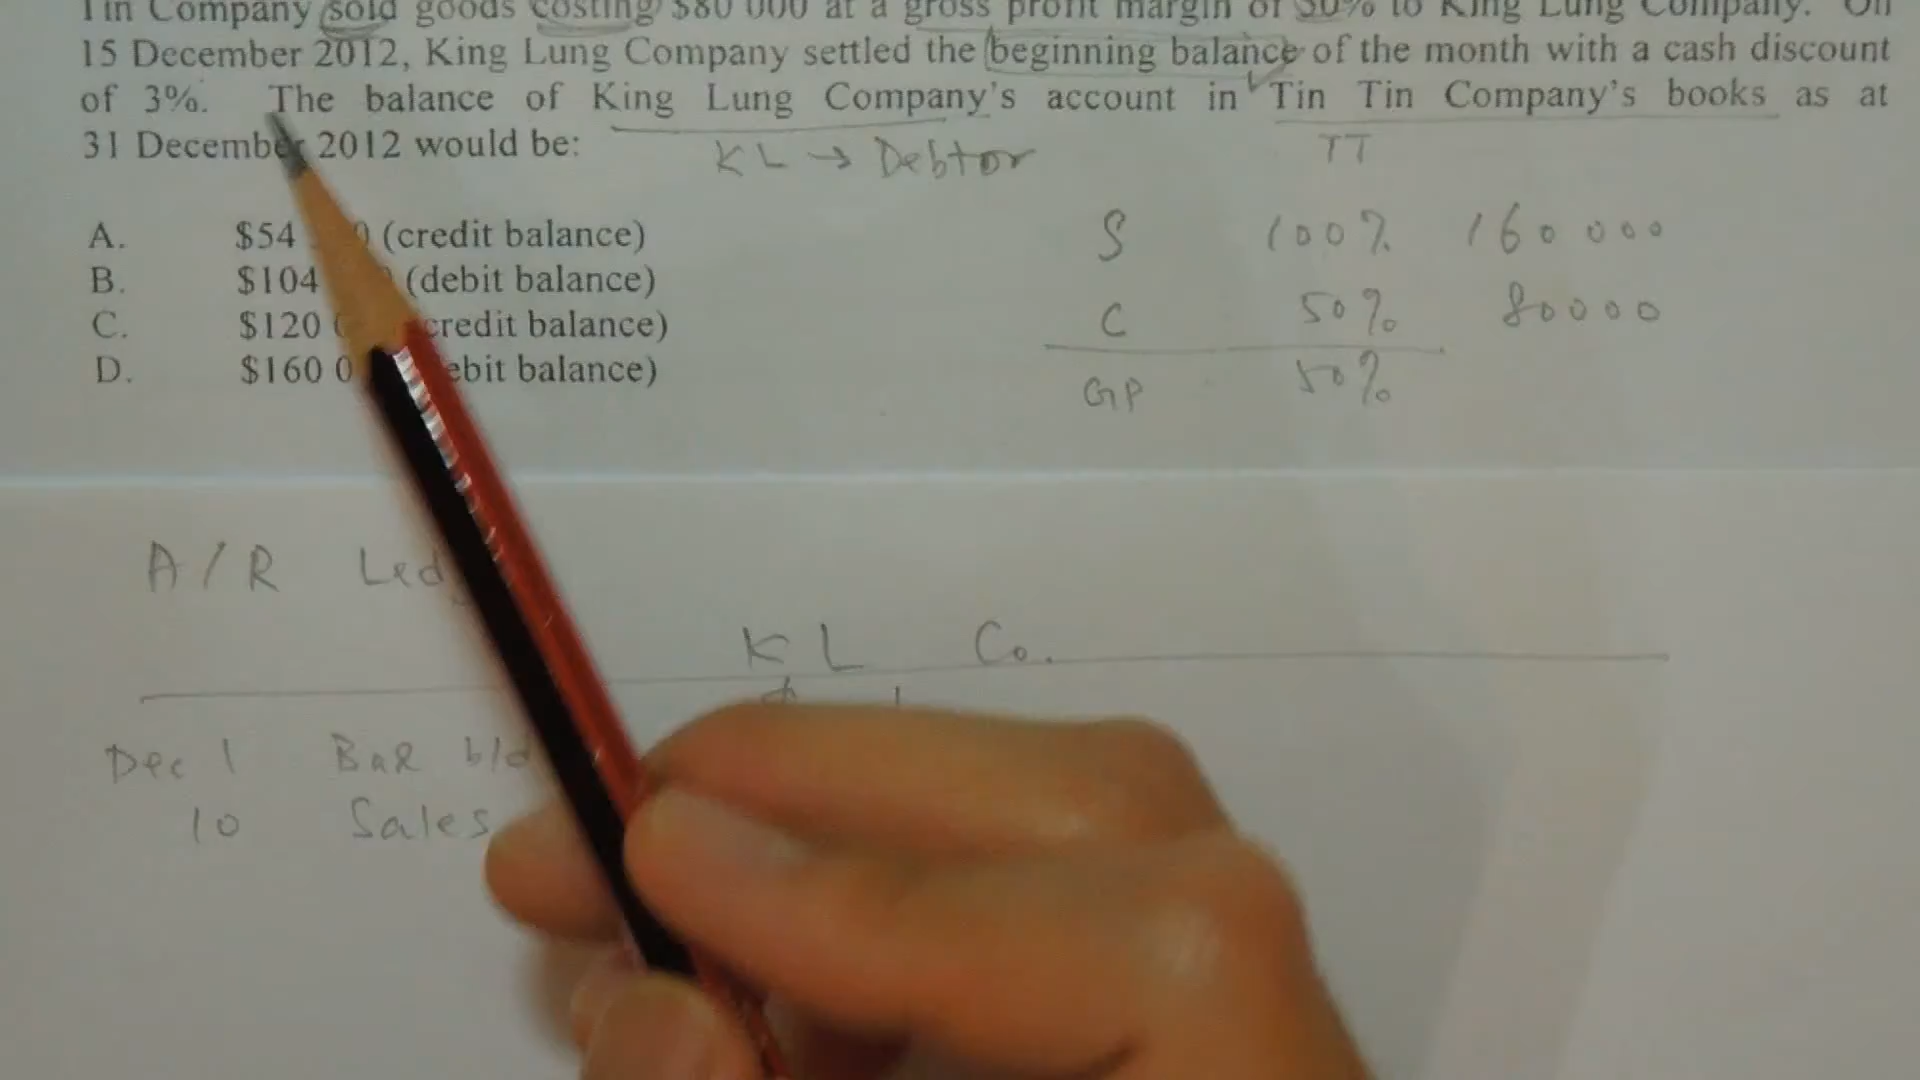 Tin Company sold goods costing $80 000 at a gross profit margin of 50% to King Lung Company. On
15 December 2012, King Lung Company settled the beginning balance of the month with a cash discount
of 3%. The balance of King Lung Company's account in Tin Tin Company's books as at
31 December 2012 would be:
KL → Debtor
TT
A. $54 (credit balance)
B. $104 (debit balance)
C. $120 credit balance)
D. $160 0 ebit balance)
S 100% 160 000
C 50% 80000
GP 50%
A/R Led
KL Co.
Dec 1 Bal b/d
10 Sales